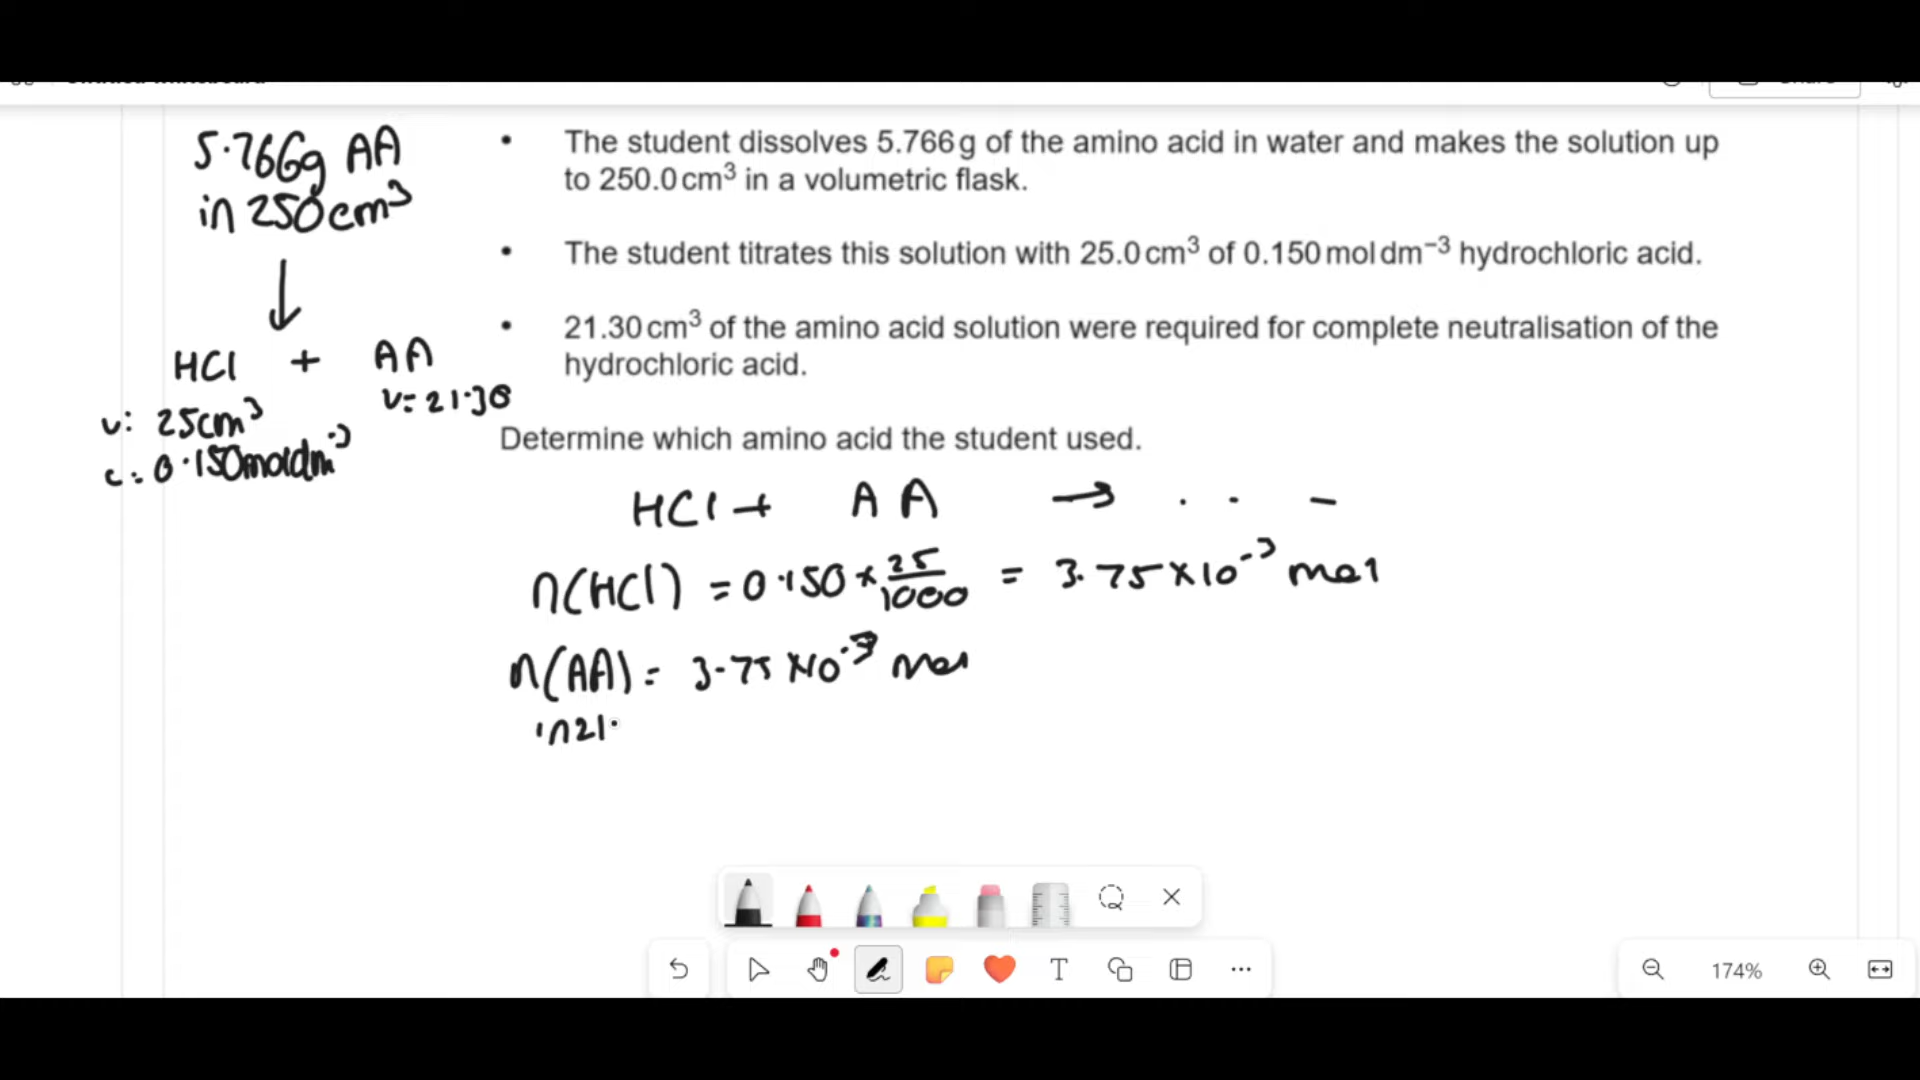 5.766g AA
in 250cm³
HCl + AA
v: 25cm³
v= 21.30
c: 0.150moldm⁻³
• The student dissolves 5.766 g of the amino acid in water and makes the solution up
to 250.0 cm³ in a volumetric flask.
• The student titrates this solution with 25.0 cm³ of 0.150 mol dm⁻³ hydrochloric acid.
• 21.30 cm³ of the amino acid solution were required for complete neutralisation of the
hydrochloric acid.
Determine which amino acid the student used.
HCl + AA → . . –
n(HCl) = 0.150 × 25/1000 = 3.75 × 10⁻³ mol
n(AA) = 3.75 × 10⁻³ mol
in 21.
T
174%